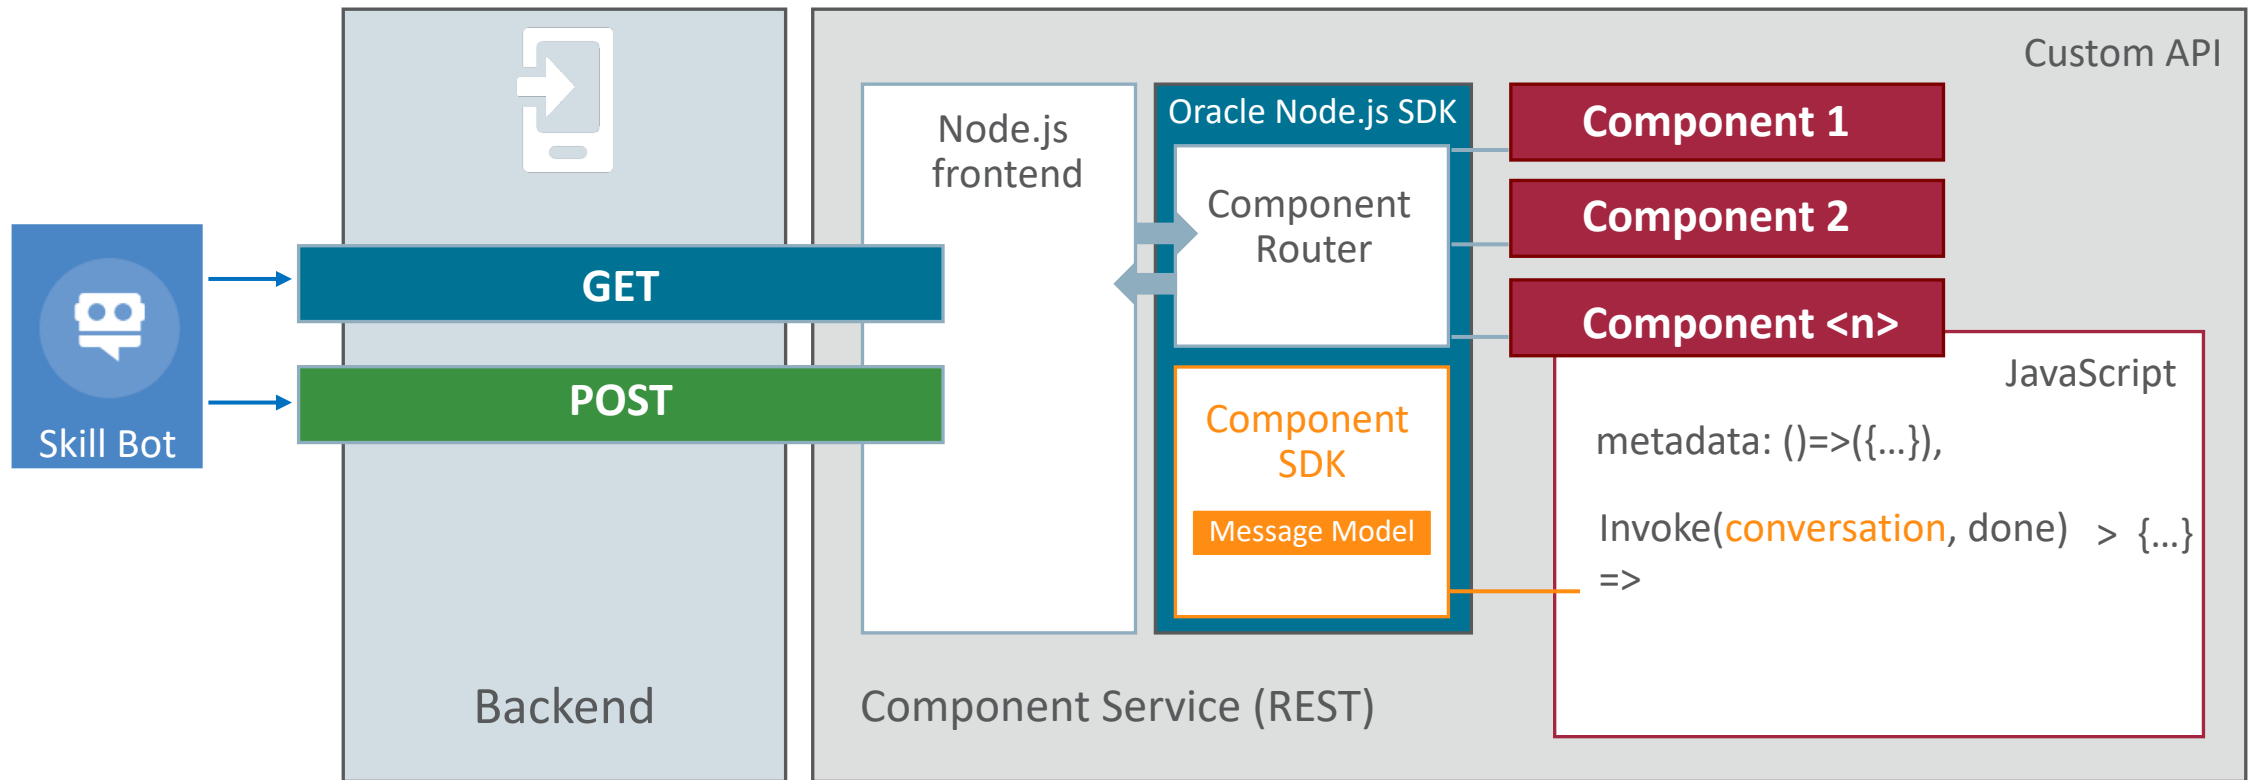 Custom API
Node.js
frontend
Oracle Node.js SDK
Component
Router
Component 1
Component 2
Component <n>
GET
POST
Skill Bot
Component
SDK
Message Model
JavaScript
metadata: ()=>({...}),
Invoke(conversation, done) > {...}
=>
Backend
Component Service (REST)